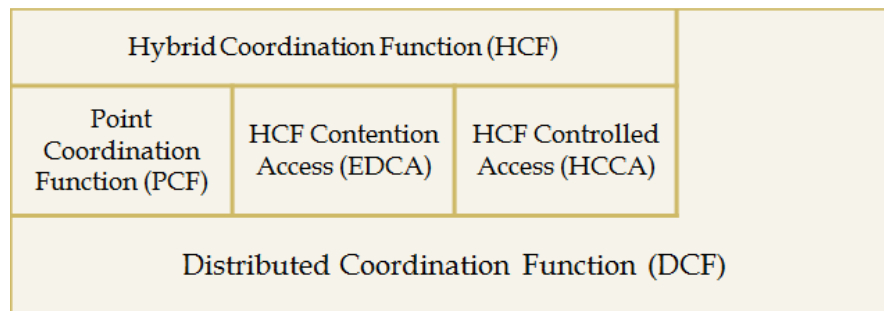 Hybrid Coordination Function (HCF)
Point
Coordination
Function (PCF)
HCF Contention
Access (EDCA)
HCF Controlled
Access (HCCA)
Distributed Coordination Function (DCF)